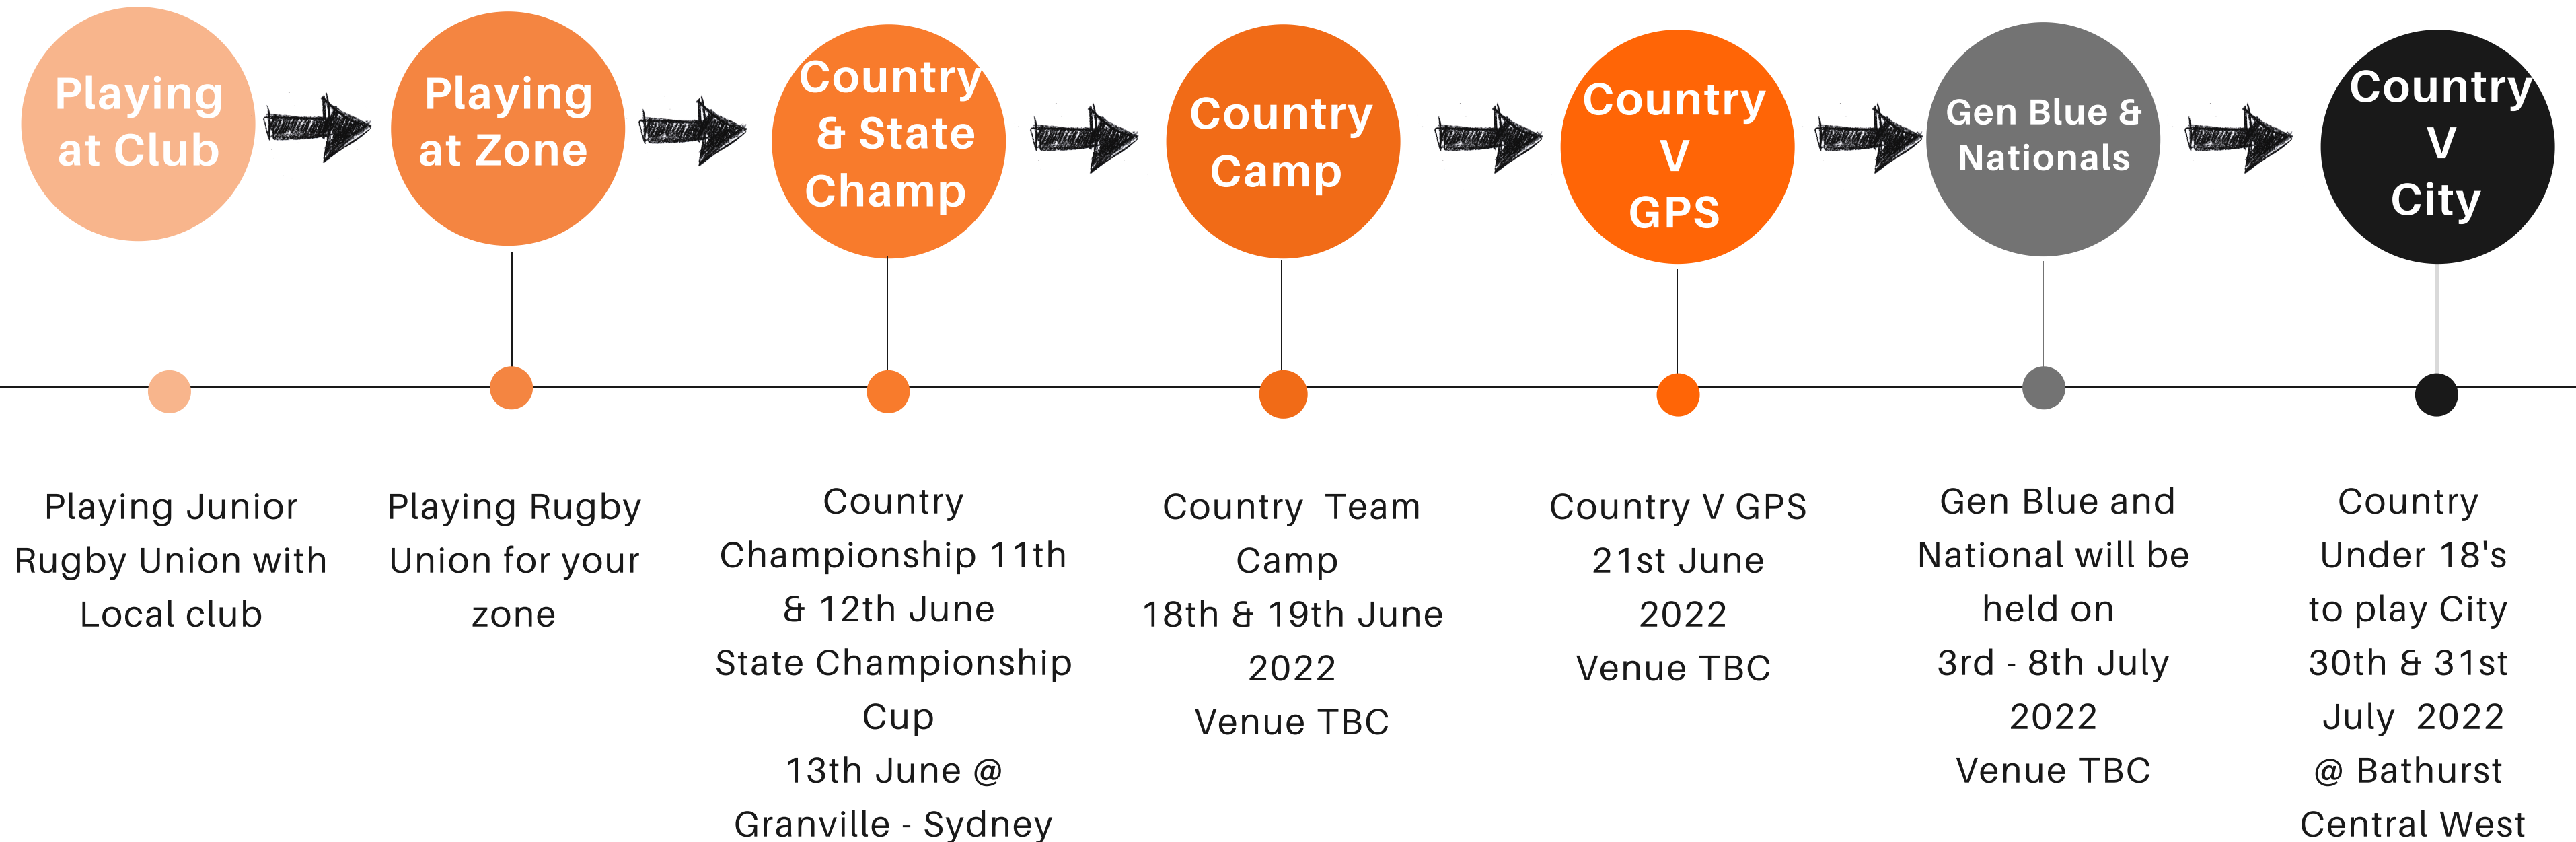 Playing
at Club
Playing
at Zone
Country
& State
Champ
Country
Camp
Country
V
GPS
Gen Blue &
Nationals
Country
V
City
Playing Junior
Rugby Union with
Local club
Playing Rugby
Union for your
zone
Country
Championship 11th
& 12th June
State Championship
Cup
13th June @
Granville - Sydney
Country Team
Camp
18th & 19th June
2022
Venue TBC
Country V GPS
21st June
2022
Venue TBC
Gen Blue and
National will be
held on
3rd - 8th July
2022
Venue TBC
Country
Under 18's
to play City
30th & 31st
July 2022
@ Bathurst
Central West